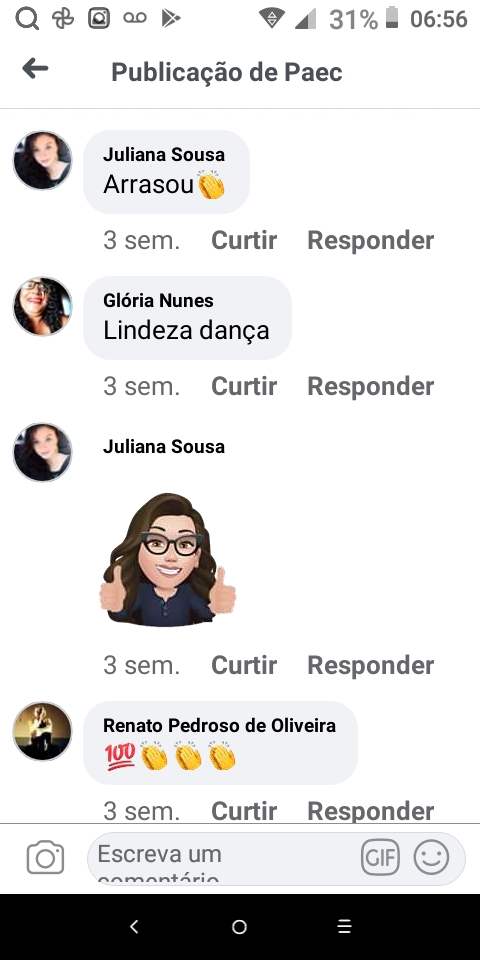 31% 06:56
Publicação de Paec
Juliana Sousa
Arrasou👏
3 sem. Curtir Responder
Glória Nunes
Lindeza dança
3 sem. Curtir Responder
Juliana Sousa
3 sem. Curtir Responder
Renato Pedroso de Oliveira
💯👏👏👏
3 sem. Curtir Responder
Escreva um
comentário
GIF